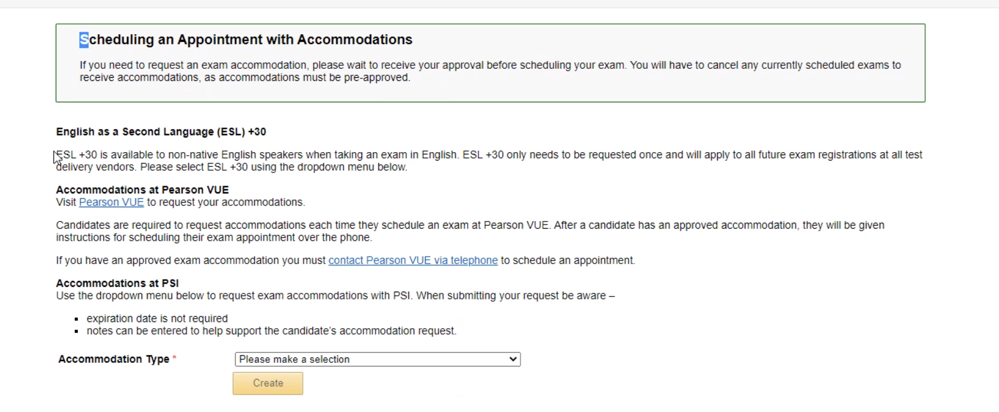 Scheduling an Appointment with Accommodations
If you need to request an exam accommodation, please wait to receive your approval before scheduling your exam. You will have to cancel any currently scheduled exams to
receive accommodations, as accommodations must be pre-approved.
English as a Second Language (ESL) +30
ESL +30 is available to non-native English speakers when taking an exam in English. ESL +30 only needs to be requested once and will apply to all future exam registrations at all test
delivery vendors. Please select ESL +30 using the dropdown menu below.
Accommodations at Pearson VUE
Visit Pearson VUE to request your accommodations.
Candidates are required to request accommodations each time they schedule an exam at Pearson VUE. After a candidate has an approved accommodation, they will be given
instructions for scheduling their exam appointment over the phone.
If you have an approved exam accommodation you must contact Pearson VUE via telephone to schedule an appointment.
Accommodations at PSI
Use the dropdown menu below to request exam accommodations with PSI. When submitting your request be aware –
▪ expiration date is not required
▪ notes can be entered to help support the candidate’s accommodation request.
Accommodation Type * Please make a selection
Create